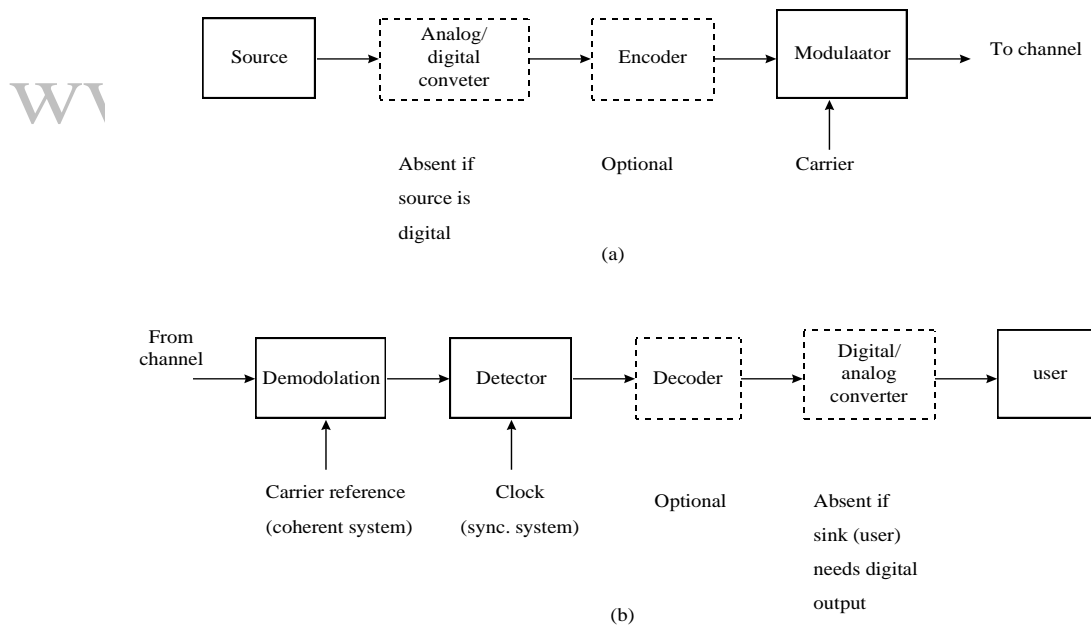 Source
Analog/
digital
conveter
Encoder
Modulaator
To channel
Absent if
source is
digital
Optional
Carrier
(a)
From
channel
Demodolation
Detector
Decoder
Digital/
analog
converter
user
Carrier reference
(coherent system)
Clock
(sync. system)
Optional
Absent if
sink (user)
needs digital
output
(b)